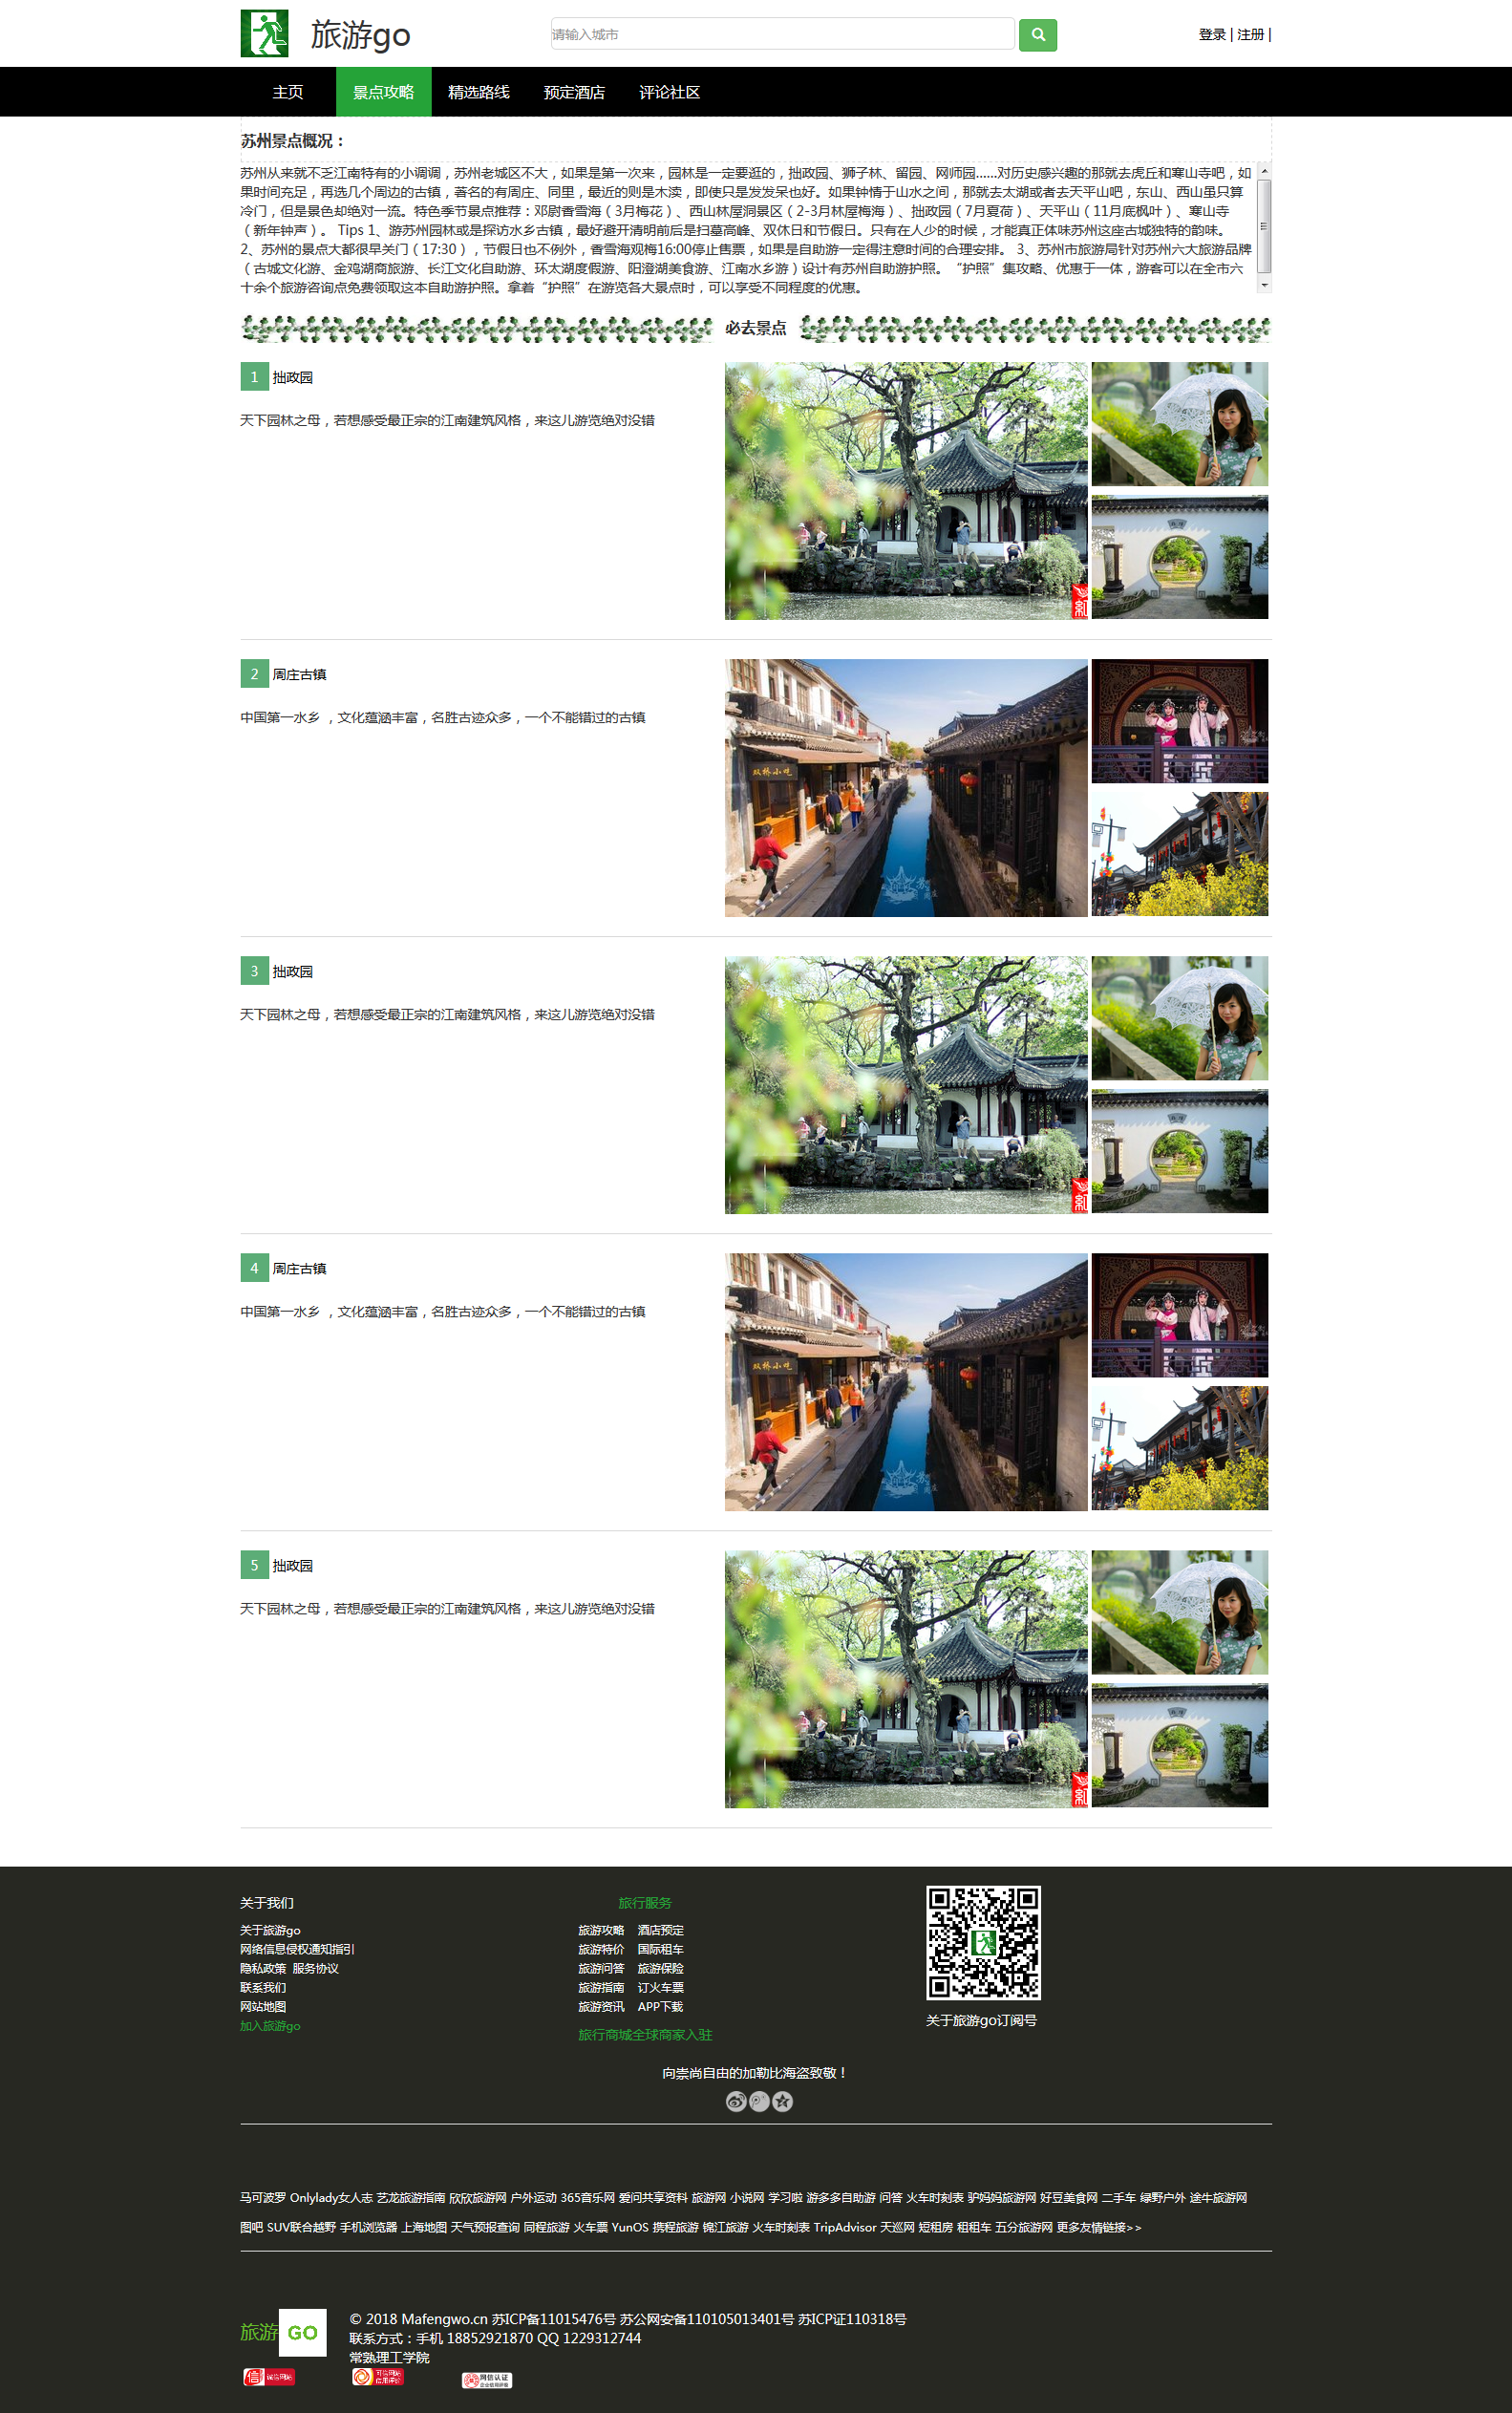 旅游go
请输入城市
登录 | 注册 |
主页 景点攻略 精选路线 预定酒店 评论社区
苏州景点概况：
苏州从来就不乏江南特有的小调调，苏州老城区不大，如果是第一次来，园林是一定要逛的，拙政园、狮子林、留园、网师园……对历史感兴趣的那就去虎丘和寒山寺吧，如
果时间充足，再选几个周边的古镇，著名的有周庄、同里，最近的则是木渎，即使只是发发呆也好。如果钟情于山水之间，那就去太湖或者去天平山吧，东山、西山虽只算
冷门，但是景色却绝对一流。特色季节景点推荐：邓尉香雪海（3月梅花）、西山林屋洞景区（2-3月林屋梅海）、拙政园（7月夏荷）、天平山（11月底枫叶）、寒山寺
（新年钟声）。 Tips 1、游苏州园林或是探访水乡古镇，最好避开清明前后是扫墓高峰、双休日和节假日。只有在人少的时候，才能真正体味苏州这座古城独特的韵味。
2、苏州的景点大都很早关门（17:30），节假日也不例外，香雪海观梅16:00停止售票，如果是自助游一定得注意时间的合理安排。 3、苏州市旅游局针对苏州六大旅游品牌
（古城文化游、金鸡湖商旅游、长江文化自助游、环太湖度假游、阳澄湖美食游、江南水乡游）设计有苏州自助游护照。“护照”集攻略、优惠于一体，游客可以在全市六
十余个旅游咨询点免费领取这本自助游护照。拿着“护照”在游览各大景点时，可以享受不同程度的优惠。
必去景点
1 拙政园
天下园林之母，若想感受最正宗的江南建筑风格，来这儿游览绝对没错
2 周庄古镇
中国第一水乡 ，文化蕴涵丰富，名胜古迹众多，一个不能错过的古镇
双桥小吃
3 拙政园
天下园林之母，若想感受最正宗的江南建筑风格，来这儿游览绝对没错
4 周庄古镇
中国第一水乡 ，文化蕴涵丰富，名胜古迹众多，一个不能错过的古镇
双桥小吃
5 拙政园
天下园林之母，若想感受最正宗的江南建筑风格，来这儿游览绝对没错
关于我们
关于旅游go
网络信息侵权通知指引
隐私政策 服务协议
联系我们
网站地图
加入旅游go
旅行服务
旅游攻略 酒店预定
旅游特价 国际租车
旅游问答 旅游保险
旅游指南 订火车票
旅游资讯 APP下载
旅行商城全球商家入驻
关于旅游go订阅号
向崇尚自由的加勒比海盗致敬！
马可波罗 Onlylady女人志 艺龙旅游指南 欣欣旅游网 户外运动 365音乐网 爱问共享资料 旅游网 小说网 学习啦 游多多自助游 问答 火车时刻表 驴妈妈旅游网 好豆美食网 二手车 绿野户外 途牛旅游网
图吧 SUV联合越野 手机浏览器 上海地图 天气预报查询 同程旅游 火车票 YunOS 携程旅游 锦江旅游 火车时刻表 TripAdvisor 天巡网 短租房 租租车 五分旅游网 更多友情链接>>
旅游GO
© 2018 Mafengwo.cn 苏ICP备11015476号 苏公网安备110105013401号 苏ICP证110318号
联系方式：手机 18852921870 QQ 1229312744
常熟理工学院
诚信网站
可信网站
信用评价
网信认证